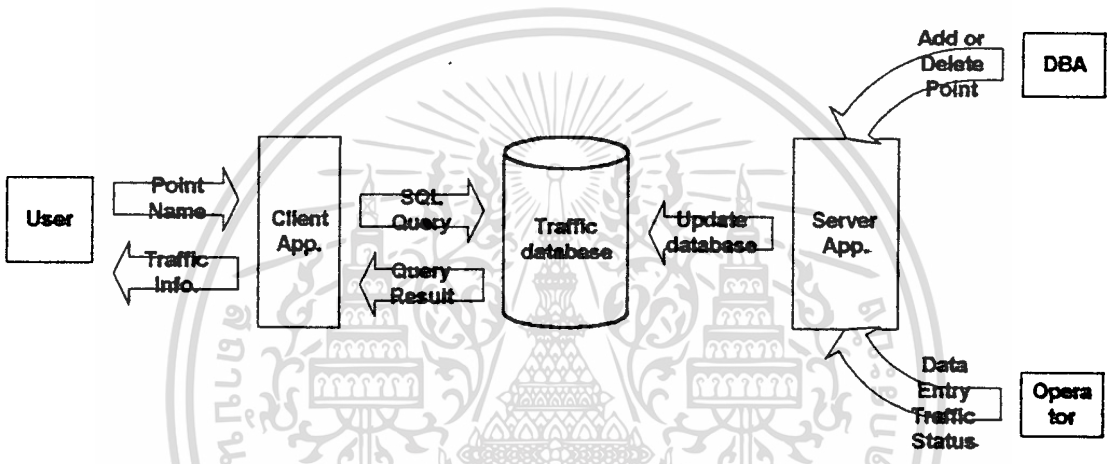 User
Point
Name
Traffic
Info.
Client
App.
SQL
Query
Query
Result
Traffic
database
Update
database
Server
App.
Add or
Delete
Point
DBA
Data
Entry
Traffic
Status
Opera
tor